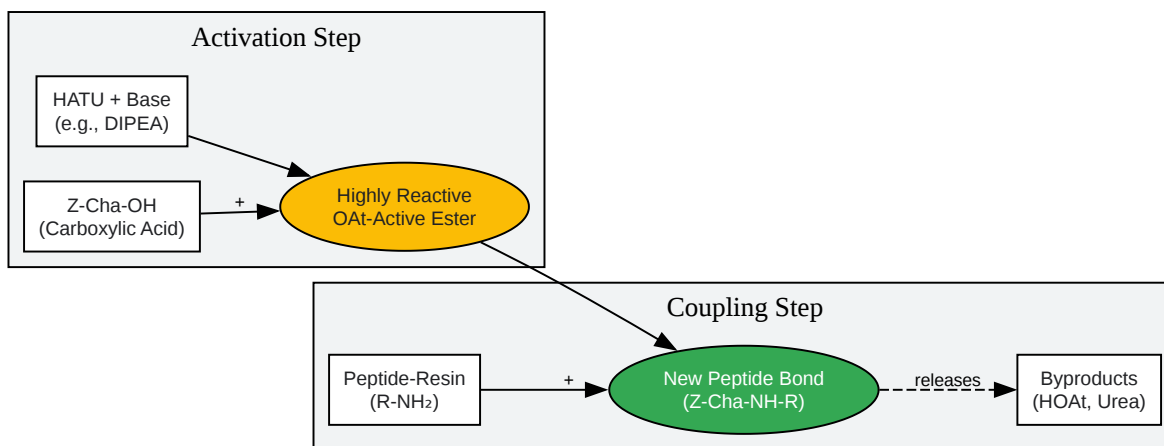 Activation Step
HATU + Base
(e.g., DIPEA)
Z-Cha-OH
(Carboxylic Acid)
+
Highly Reactive
OAt-Active Ester
Coupling Step
Peptide-Resin
(R-NH₂)
+
New Peptide Bond
(Z-Cha-NH-R)
releases
Byproducts
(HOAt, Urea)